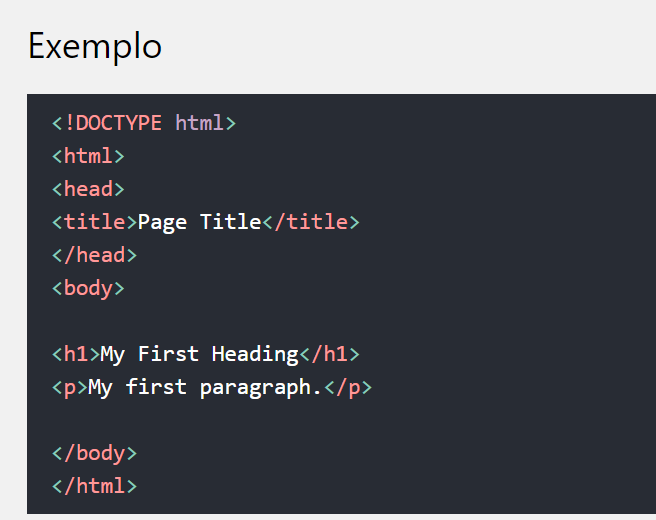 Exemplo
<!DOCTYPE html>
<html>
<head>
<title>Page Title</title>
</head>
<body>
<h1>My First Heading</h1>
<p>My first paragraph.</p>
</body>
</html>